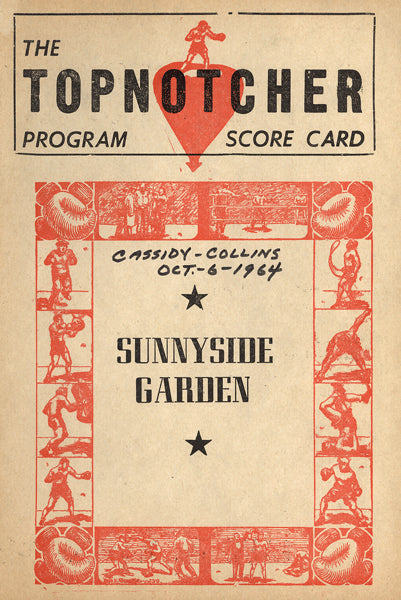 THE
TOPNOTCHER
PROGRAM SCORE CARD
CASSIDY-COLLINS
OCT.-6-1964
SUNNYSIDE
GARDEN